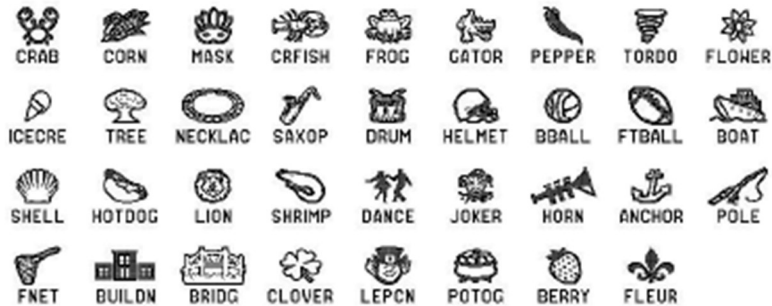 CRAB CORN MASK CRFISH FROG GATOR PEPPER TORDO FLOWER
ICECRE TREE NECKLAC SAXOP DRUM HELMET BBALL FTBALL BOAT
SHELL HOTDOG LION SHRIMP DANCE JOKER HORN ANCHOR POLE
FNET BUILDN BRIDG CLOVER LEPCN POTOG BERRY FLEUR